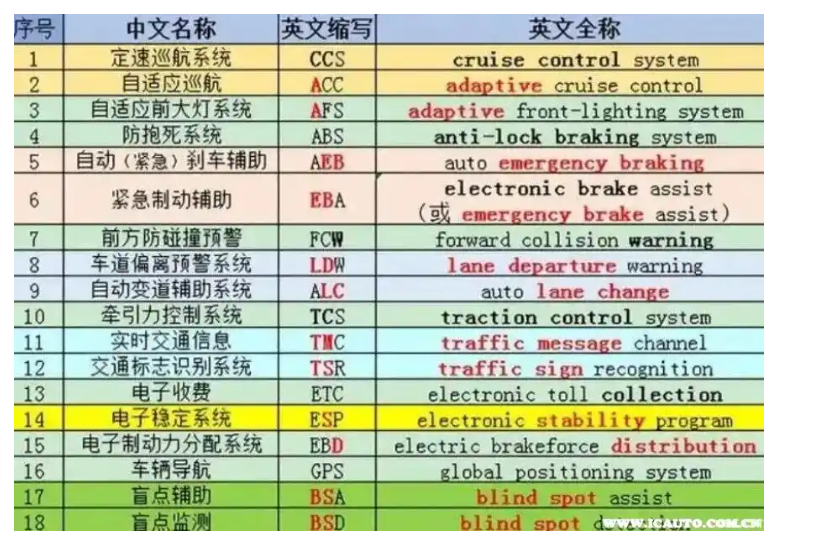 序号 中文名称 英文缩写 英文全称
1 定速巡航系统 CCS cruise control system
2 自适应巡航 ACC adaptive cruise control
3 自适应前大灯系统 AFS adaptive front-lighting system
4 防抱死系统 ABS anti-lock braking system
5 自动（紧急）刹车辅助 AEB auto emergency braking
6 紧急制动辅助 EBA electronic brake assist
（或 emergency brake assist）
7 前方防碰撞预警 FCW forward collision warning
8 车道偏离预警系统 LDW lane departure warning
9 自动变道辅助系统 ALC auto lane change
10 牵引力控制系统 TCS traction control system
11 实时交通信息 TMC traffic message channel
12 交通标志识别系统 TSR traffic sign recognition
13 电子收费 ETC electronic toll collection
14 电子稳定系统 ESP electronic stability program
15 电子制动力分配系统 EBD electric brakeforce distribution
16 车辆导航 GPS global positioning system
17 盲点辅助 BSA blind spot assist
18 盲点监测 BSD blind spot
WWW.ICAUTO.COM.CN